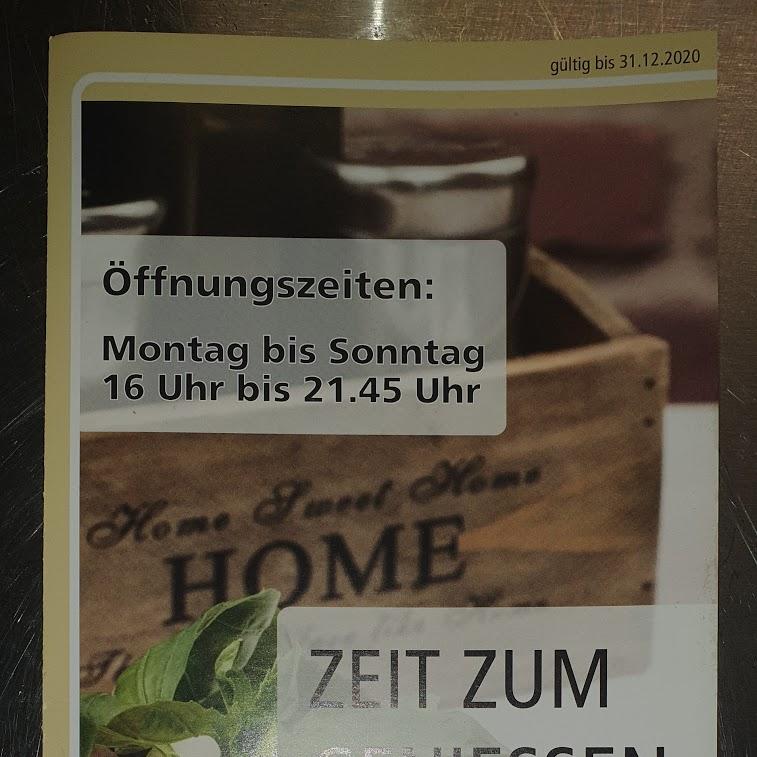 gültig bis 31.12.2020
Öffnungszeiten:
Montag bis Sonntag
16 Uhr bis 21.45 Uhr
Home Sweet Home
HOME
ZEIT ZUM
GENIESSEN